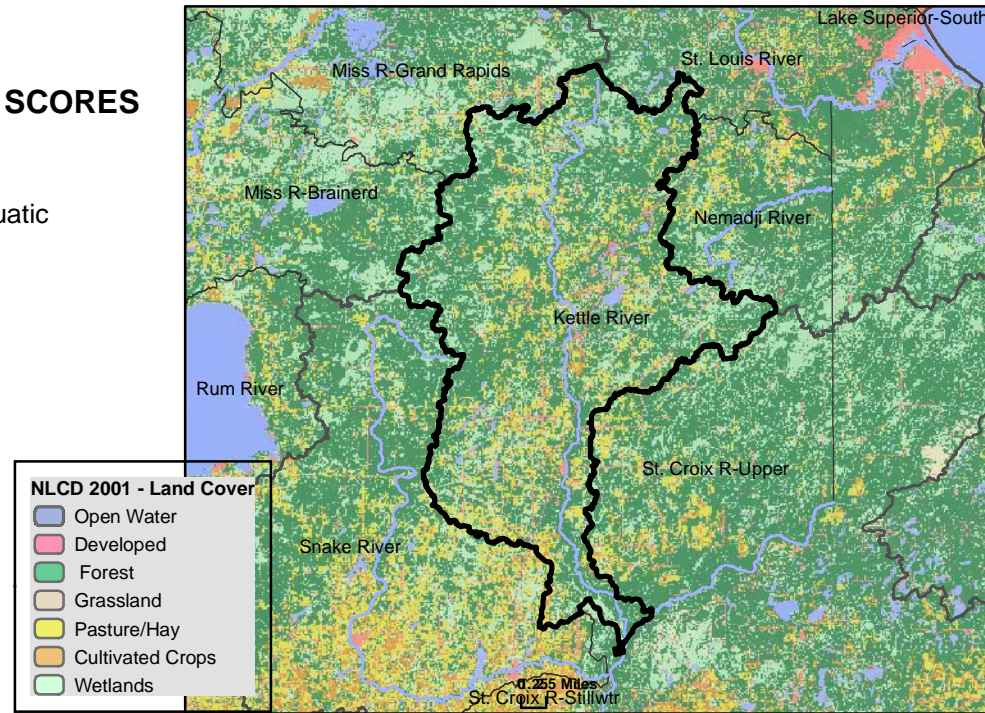 SCORES
uatic
Lake Superior-South
St. Louis River
Miss R-Grand Rapids
Miss R-Brainerd
Nemadji River
Kettle River
Rum River
St. Croix R-Upper
Snake River
St. Croix R-Stillwtr
NLCD 2001 - Land Cover
Open Water
Developed
Forest
Grassland
Pasture/Hay
Cultivated Crops
Wetlands